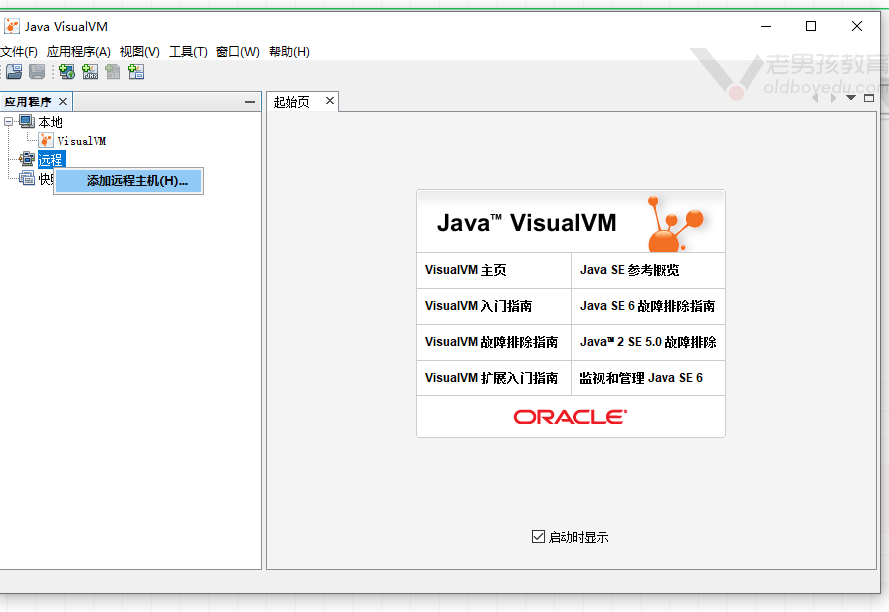 Java VisualVM
文件(F) 应用程序(A) 视图(V) 工具(T) 窗口(W) 帮助(H)
老男孩教育
oldboyedu.com
应用程序
起始页
本地
VisualVM
远程
快照
添加远程主机(H)...
Java™ VisualVM
VisualVM 主页
Java SE 参考概览
VisualVM 入门指南
Java SE 6 故障排除指南
VisualVM 故障排除指南
Java™ 2 SE 5.0 故障排除
VisualVM 扩展入门指南
监视和管理 Java SE 6
ORACLE
启动时显示